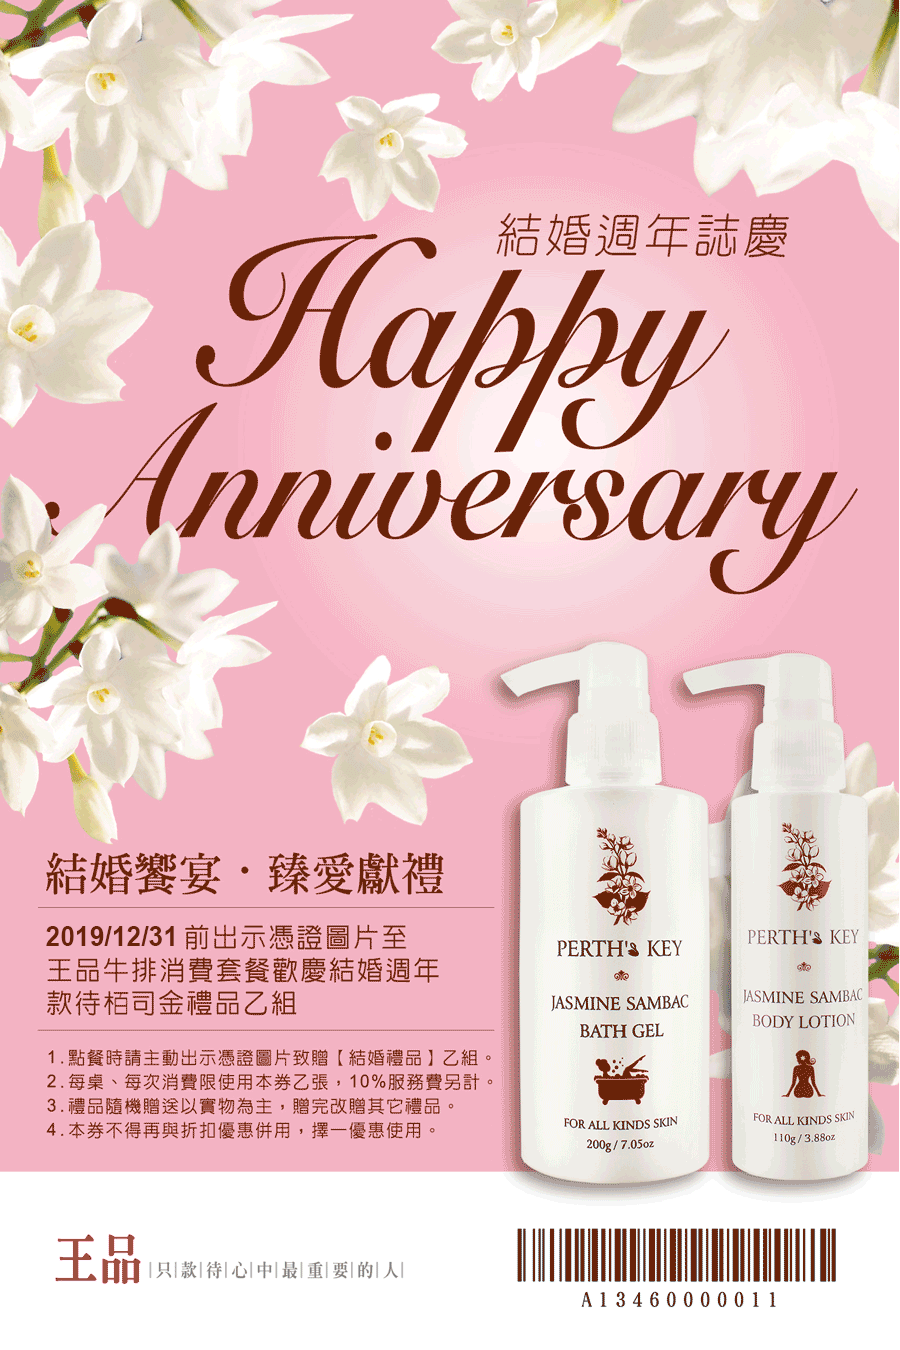 結婚週年誌慶
Happy
Anniversary
結婚饗宴・臻愛獻禮
2019/12/31 前出示憑證圖片至
王品牛排消費套餐歡慶結婚週年
款待栢司金禮品乙組
1.點餐時請主動出示憑證圖片致贈【結婚禮品】乙組。
2.每桌、每次消費限使用本券乙張，10%服務費另計。
3.禮品隨機贈送以實物為主，贈完改贈其它禮品。
4.本券不得再與折扣優惠併用，擇一優惠使用。
PERTH's KEY
JASMINE SAMBAC
BATH GEL
FOR ALL KINDS SKIN
200g / 7.05oz
PERTH's KEY
JASMINE SAMBAC
BODY LOTION
FOR ALL KINDS SKIN
110g / 3.88oz
王品 |只|款|待|心|中|最|重|要|的|人|
A13460000011